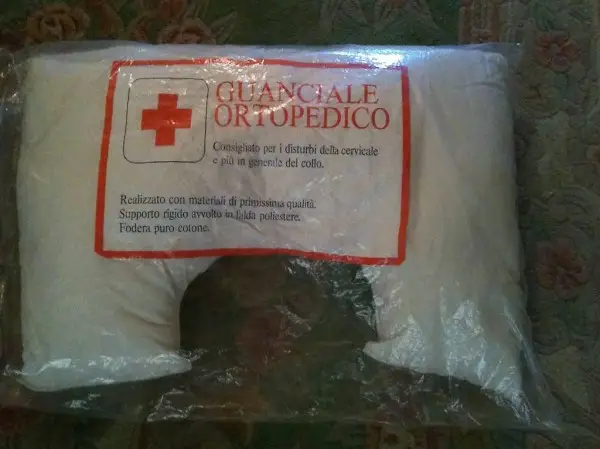 GUANCIALE
ORTOPEDICO
Consigliato per i disturbi della cervicale
e più in generale del collo.
Realizzato con materiali di primissima qualità.
Supporto rigido avvolto in falda poliestere.
Fodera puro cotone.